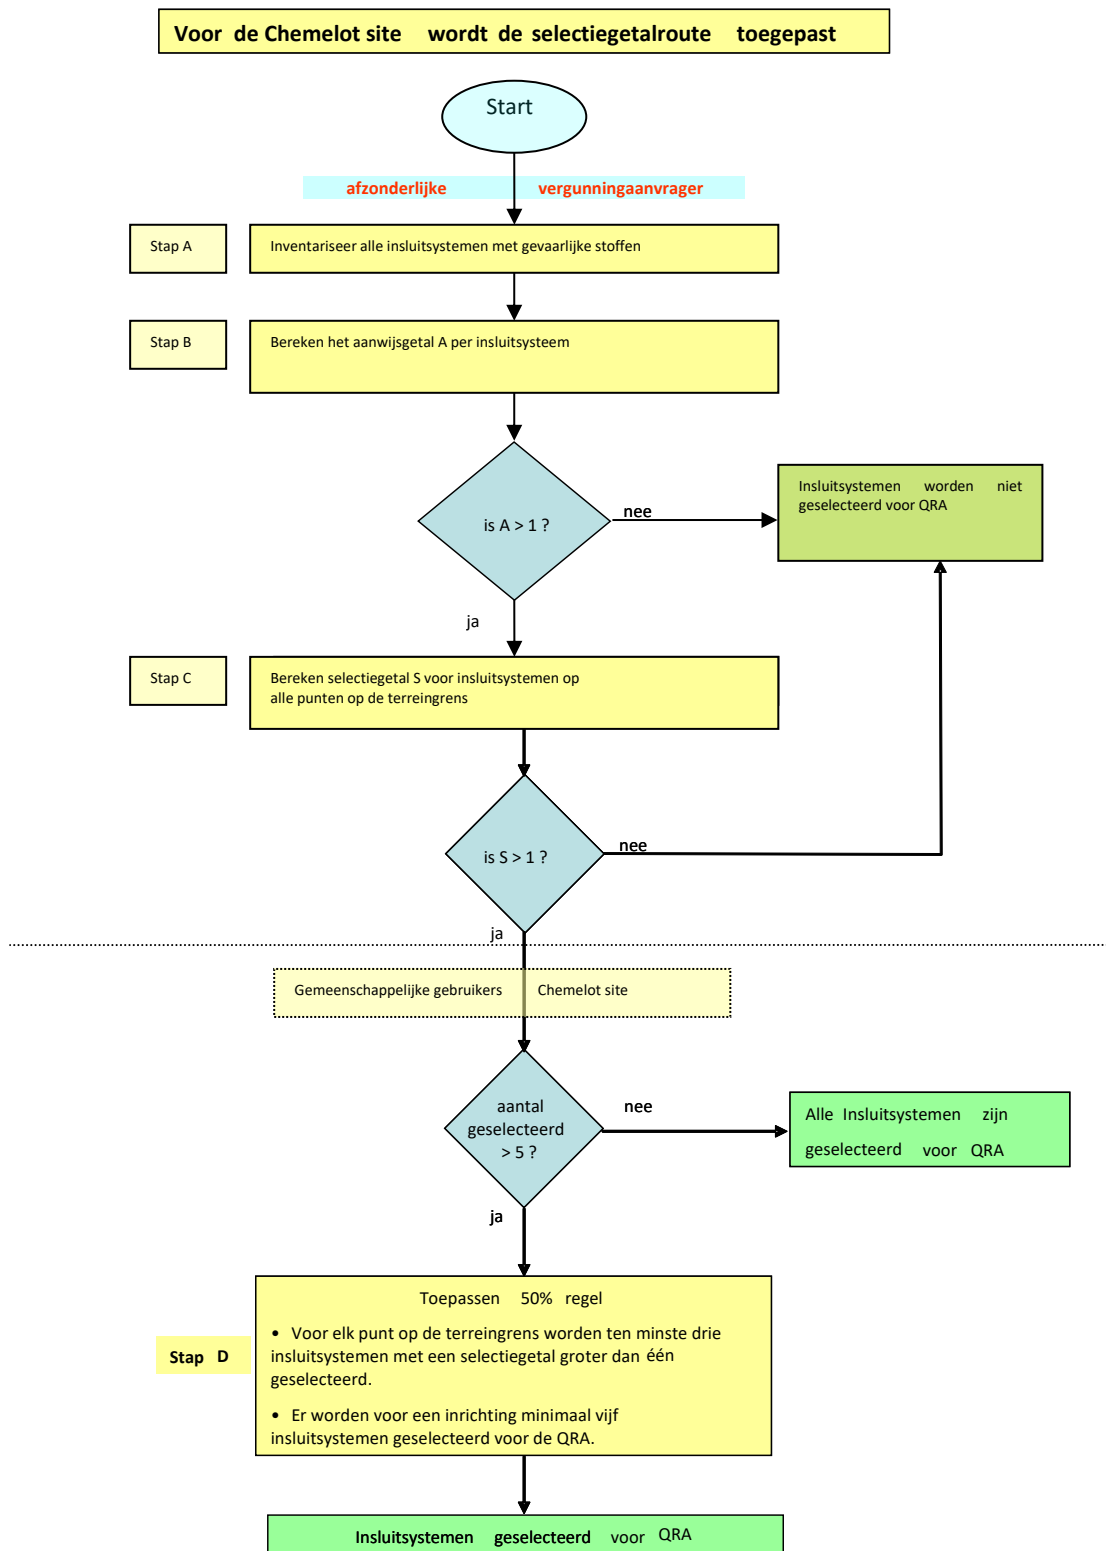 Voor de Chemelot site wordt de selectiegetalroute toegepast
Start
afzonderlijke vergunningaanvrager
Stap A
Inventariseer alle insluitsystemen met gevaarlijke stoffen
Stap B
Bereken het aanwijsgetal A per insluitsysteem
is A > 1 ?
nee
Insluitsystemen worden niet
geselecteerd voor QRA
ja
Stap C
Bereken selectiegetal S voor insluitsystemen op
alle punten op de terreingrens
is S > 1 ?
nee
ja
Gemeenschappelijke gebruikers Chemelot site
aantal
geselecteerd
> 5 ?
nee
Alle Insluitsystemen zijn
geselecteerd voor QRA
ja
Toepassen 50% regel
• Voor elk punt op de terreingrens worden ten minste drie
insluitsystemen met een selectiegetal groter dan één
geselecteerd.
Stap D
• Er worden voor een inrichting minimaal vijf
insluitsystemen geselecteerd voor de QRA.
Insluitsystemen geselecteerd voor QRA